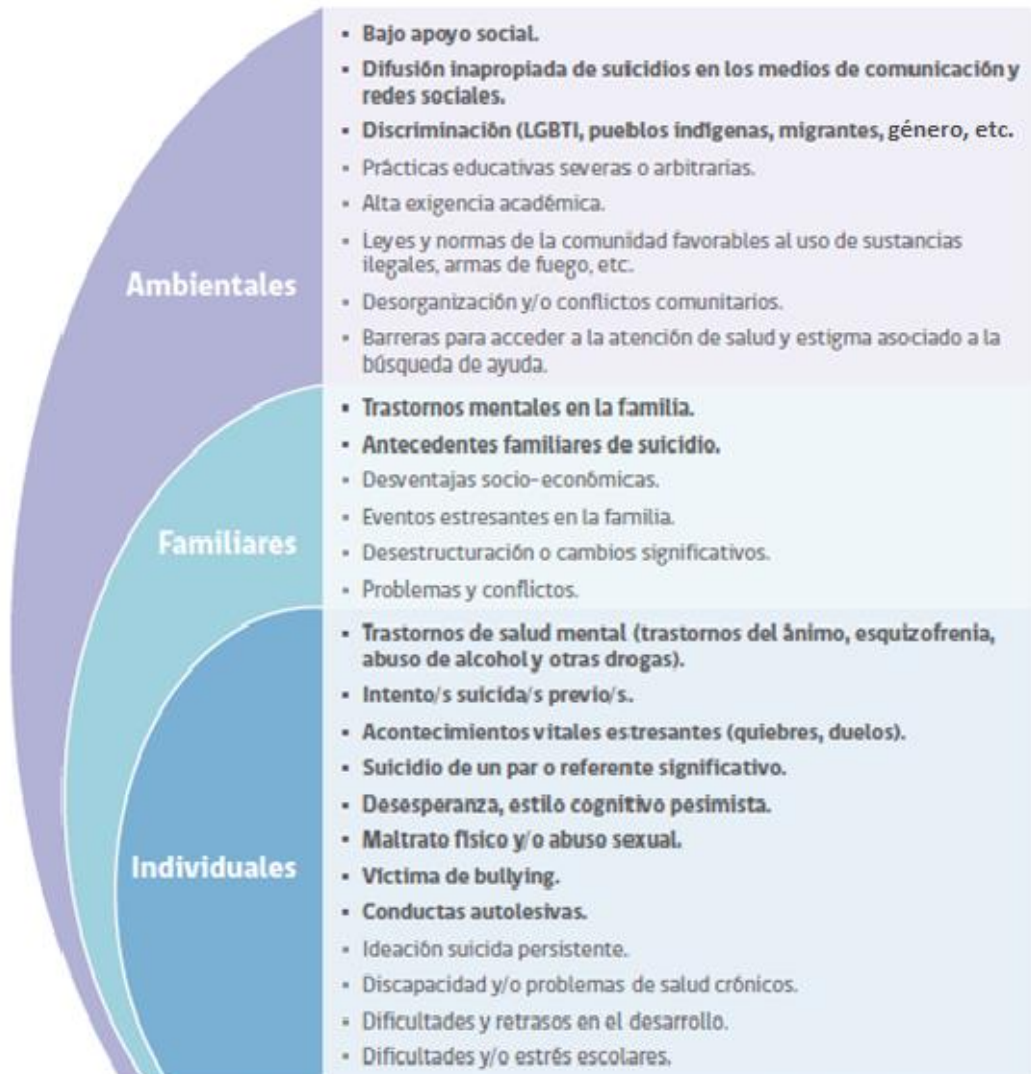 Ambientales
▪ Bajo apoyo social.
▪ Difusión inapropiada de suicidios en los medios de comunicación y
redes sociales.
▪ Discriminación (LGBTI, pueblos indígenas, migrantes, género, etc.
▪ Prácticas educativas severas o arbitrarias.
▪ Alta exigencia académica.
▪ Leyes y normas de la comunidad favorables al uso de sustancias
ilegales, armas de fuego, etc.
▪ Desorganización y/o conflictos comunitarios.
▪ Barreras para acceder a la atención de salud y estigma asociado a la
búsqueda de ayuda.
Familiares
▪ Trastornos mentales en la familia.
▪ Antecedentes familiares de suicidio.
▪ Desventajas socio-económicas.
▪ Eventos estresantes en la familia.
▪ Desestructuración o cambios significativos.
▪ Problemas y conflictos.
Individuales
▪ Trastornos de salud mental (trastornos del ánimo, esquizofrenia,
abuso de alcohol y otras drogas).
▪ Intento/s suicida/s previo/s.
▪ Acontecimientos vitales estresantes (quiebres, duelos).
▪ Suicidio de un par o referente significativo.
▪ Desesperanza, estilo cognitivo pesimista.
▪ Maltrato físico y/o abuso sexual.
▪ Víctima de bullying.
▪ Conductas autolesivas.
▪ Ideación suicida persistente.
▪ Discapacidad y/o problemas de salud crónicos.
▪ Dificultades y retrasos en el desarrollo.
▪ Dificultades y/o estrés escolares.